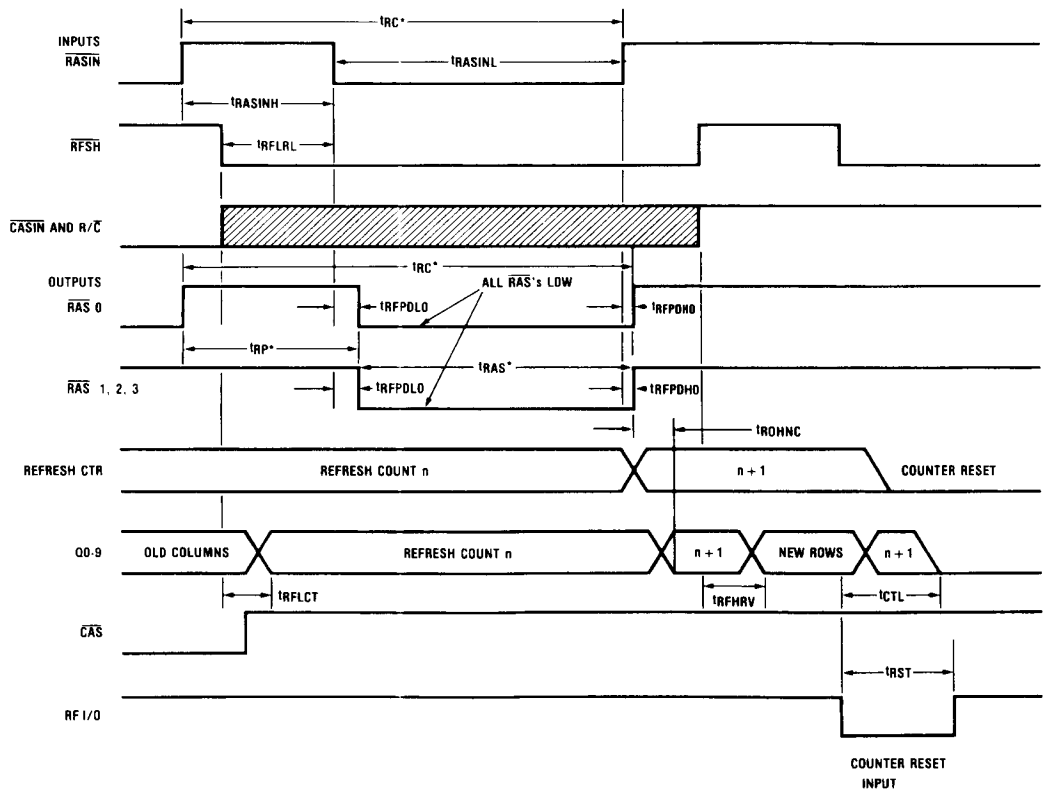 tRC*
INPUTS
RASIN
tRASINL
tRASINH
RFSH
tRFLRL
CASIN AND R/C
tRC*
OUTPUTS
ALL RAS's LOW
RAS 0
tRFPDL0
tRFPDH0
tRP*
tRAS*
RAS 1, 2, 3
tRFPDL0
tRFPDH0
tROHNC
REFRESH CTR
REFRESH COUNT n
n + 1
COUNTER RESET
Q0-9
OLD COLUMNS
REFRESH COUNT n
n + 1
NEW ROWS
n + 1
tRFLCT
tRFHRV
tCTL
CAS
tRST
RF I/O
COUNTER RESET
INPUT